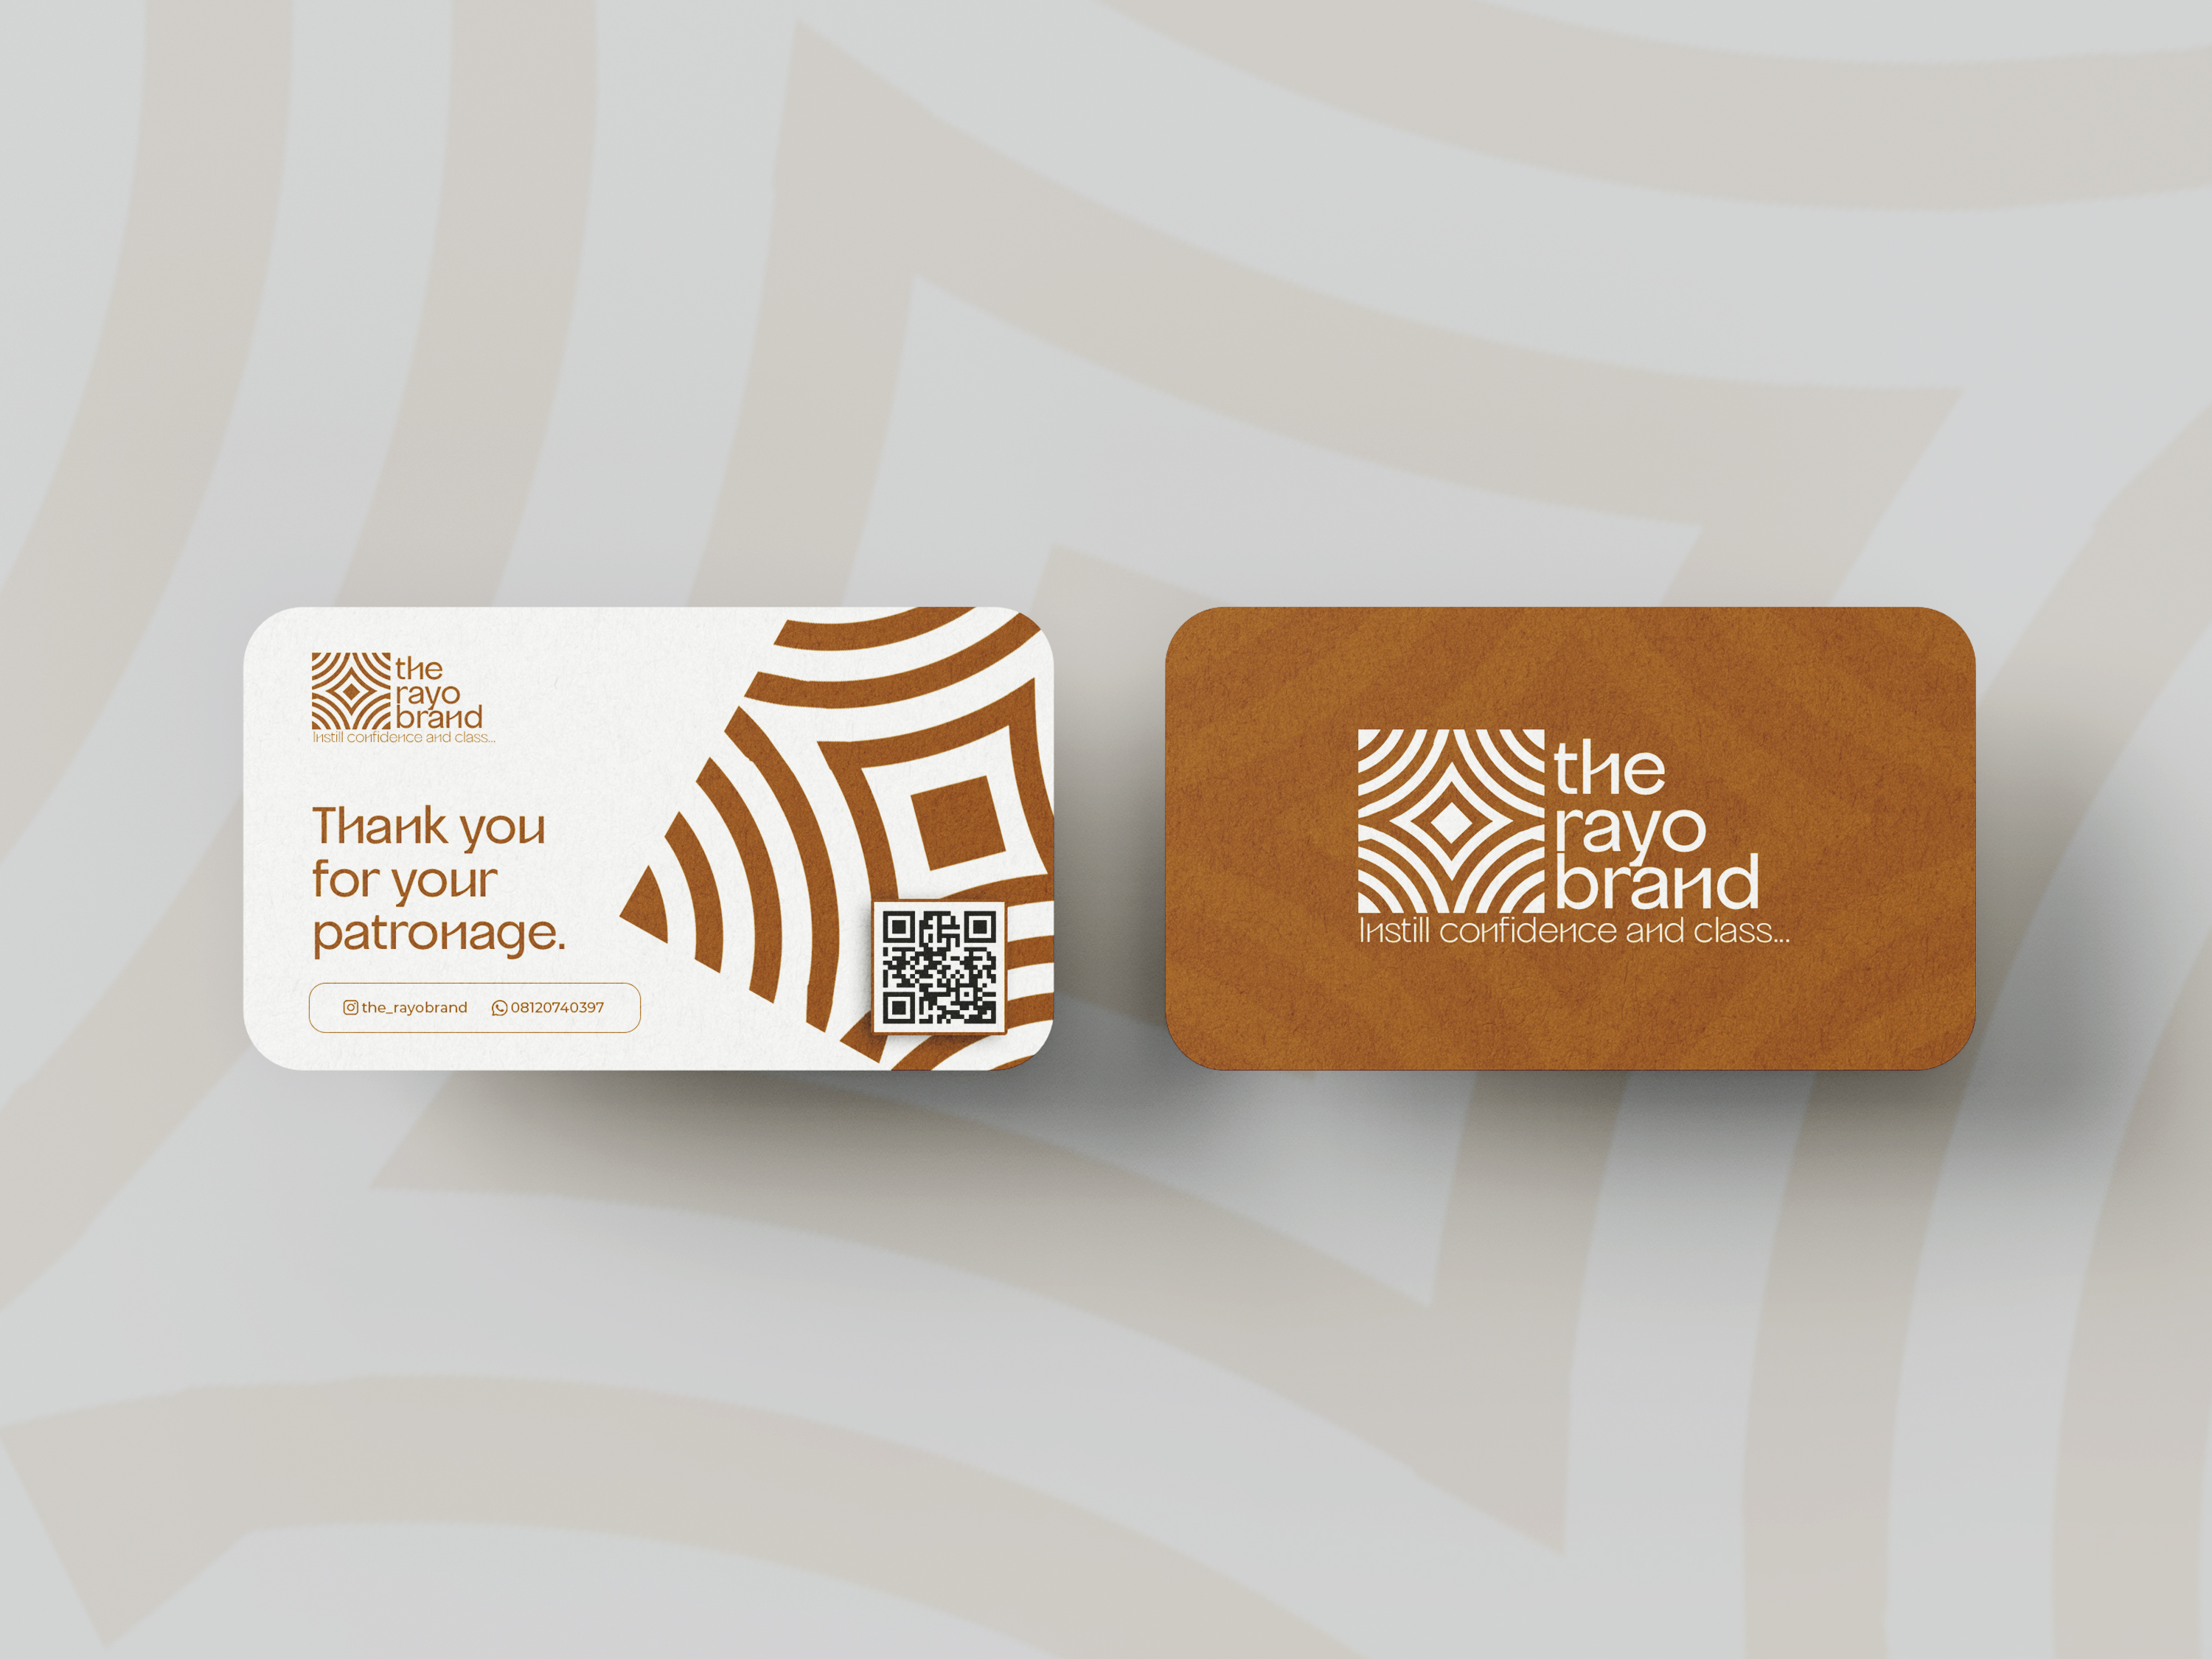 the
rayo
brand
Instill confidence and class...
Thank you
for your
patronage.
the_rayobrand 08120740397
the
rayo
brand
Instill confidence and class...